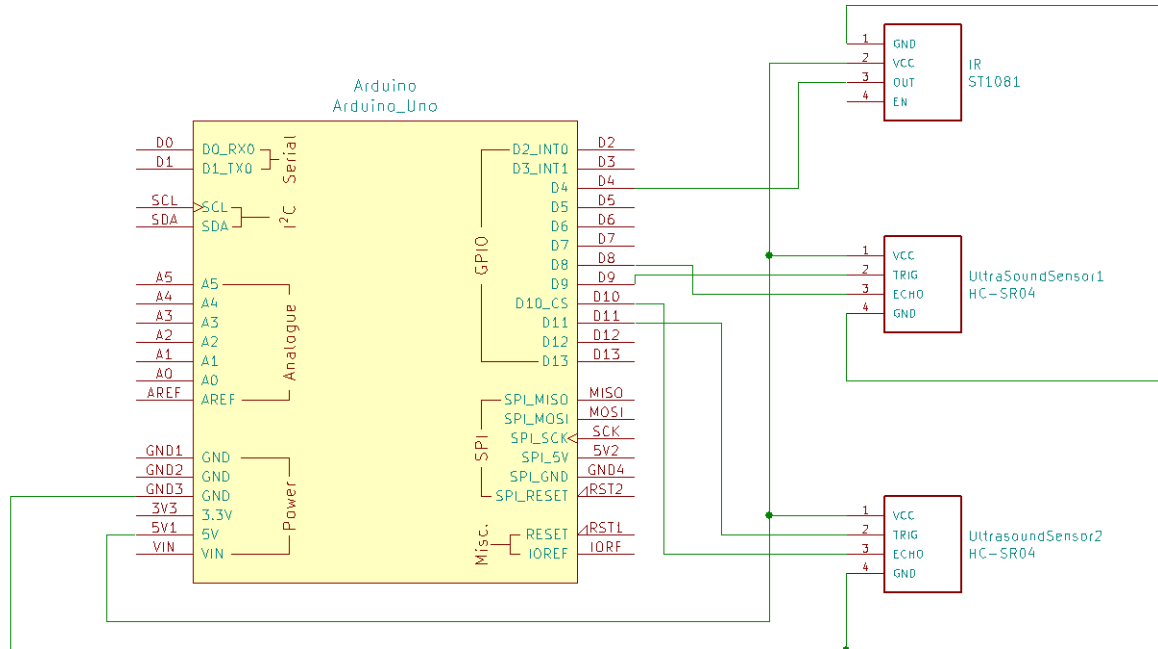 Arduino
Arduino_Uno
D0 D0_RX0
D1 D1_TX0
Serial
SCL SCL
SDA SDA
I²C
A5 A5
A4 A4
A3 A3
A2 A2
A1 A1
A0 A0
AREF AREF
Analogue
GND1 GND
GND2 GND
GND3 GND
3V3 3.3V
5V1 5V
VIN VIN
Power
D2_INT0 D2
D3_INT1 D3
D4 D4
D5 D5
D6 D6
D7 D7
D8 D8
D9 D9
D10_CS D10
D11 D11
D12 D12
D13 D13
GPIO
SPI_MISO MISO
SPI_MOSI MOSI
SPI_SCK SCK
SPI_5V 5V2
SPI_GND GND4
SPI_RESET RST2
SPI
RESET RST1
IOREF IORF
Misc.
1 GND
2 VCC
3 OUT
4 EN
IR
ST1081
1 VCC
2 TRIG
3 ECHO
4 GND
UltraSoundSensor1
HC-SR04
1 VCC
2 TRIG
3 ECHO
4 GND
UltrasoundSensor2
HC-SR04